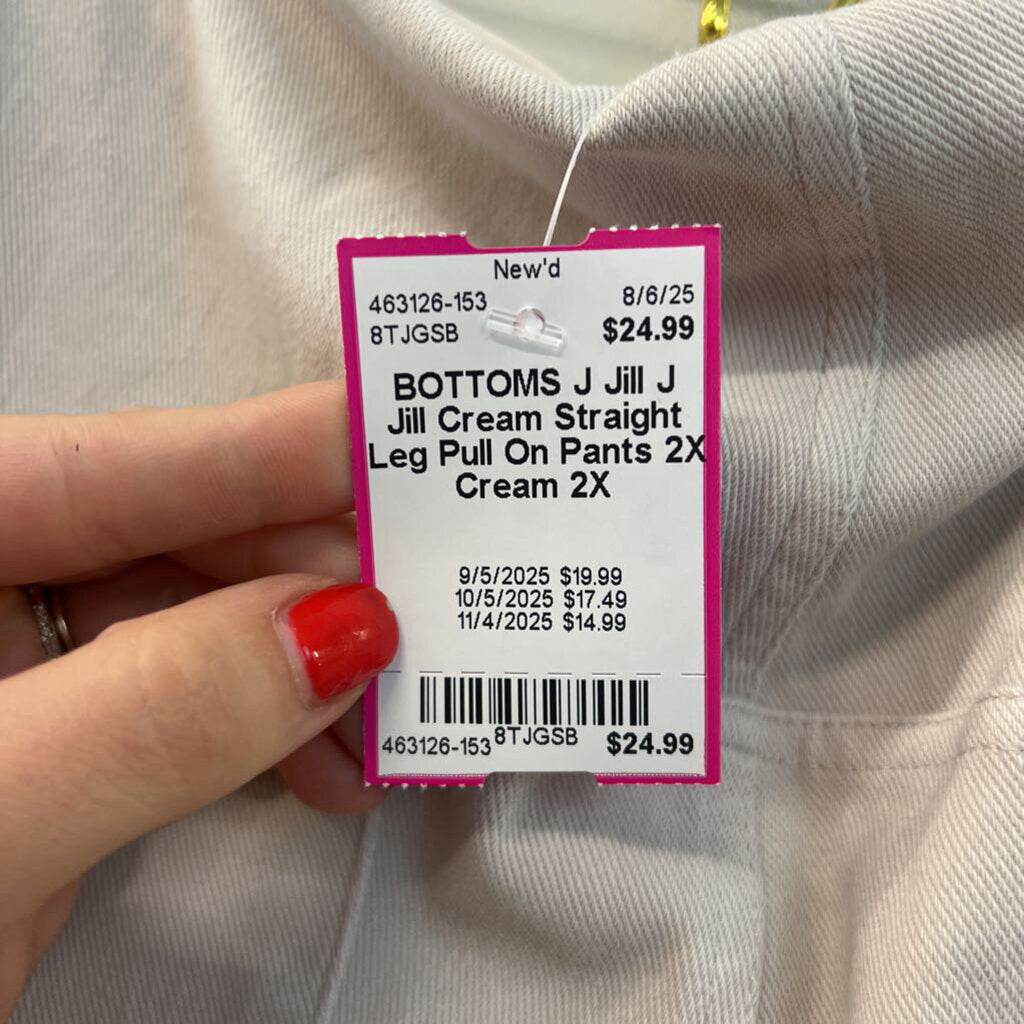 New'd
463126-153 8/6/25
8TJGSB $24.99
BOTTOMS J Jill J
Jill Cream Straight
Leg Pull On Pants 2X
Cream 2X
9/5/2025 $19.99
10/5/2025 $17.49
11/4/2025 $14.99
463126-153 8TJGSB $24.99